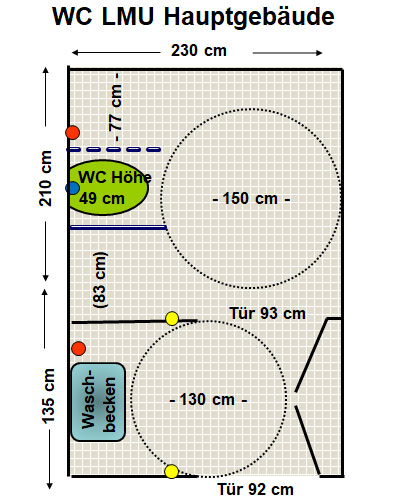 WC LMU Hauptgebäude
230 cm
- 77 cm -
210 cm
WC Höhe
49 cm
- 150 cm -
(83 cm)
Tür 93 cm
135 cm
Wasch-
becken
- 130 cm -
Tür 92 cm